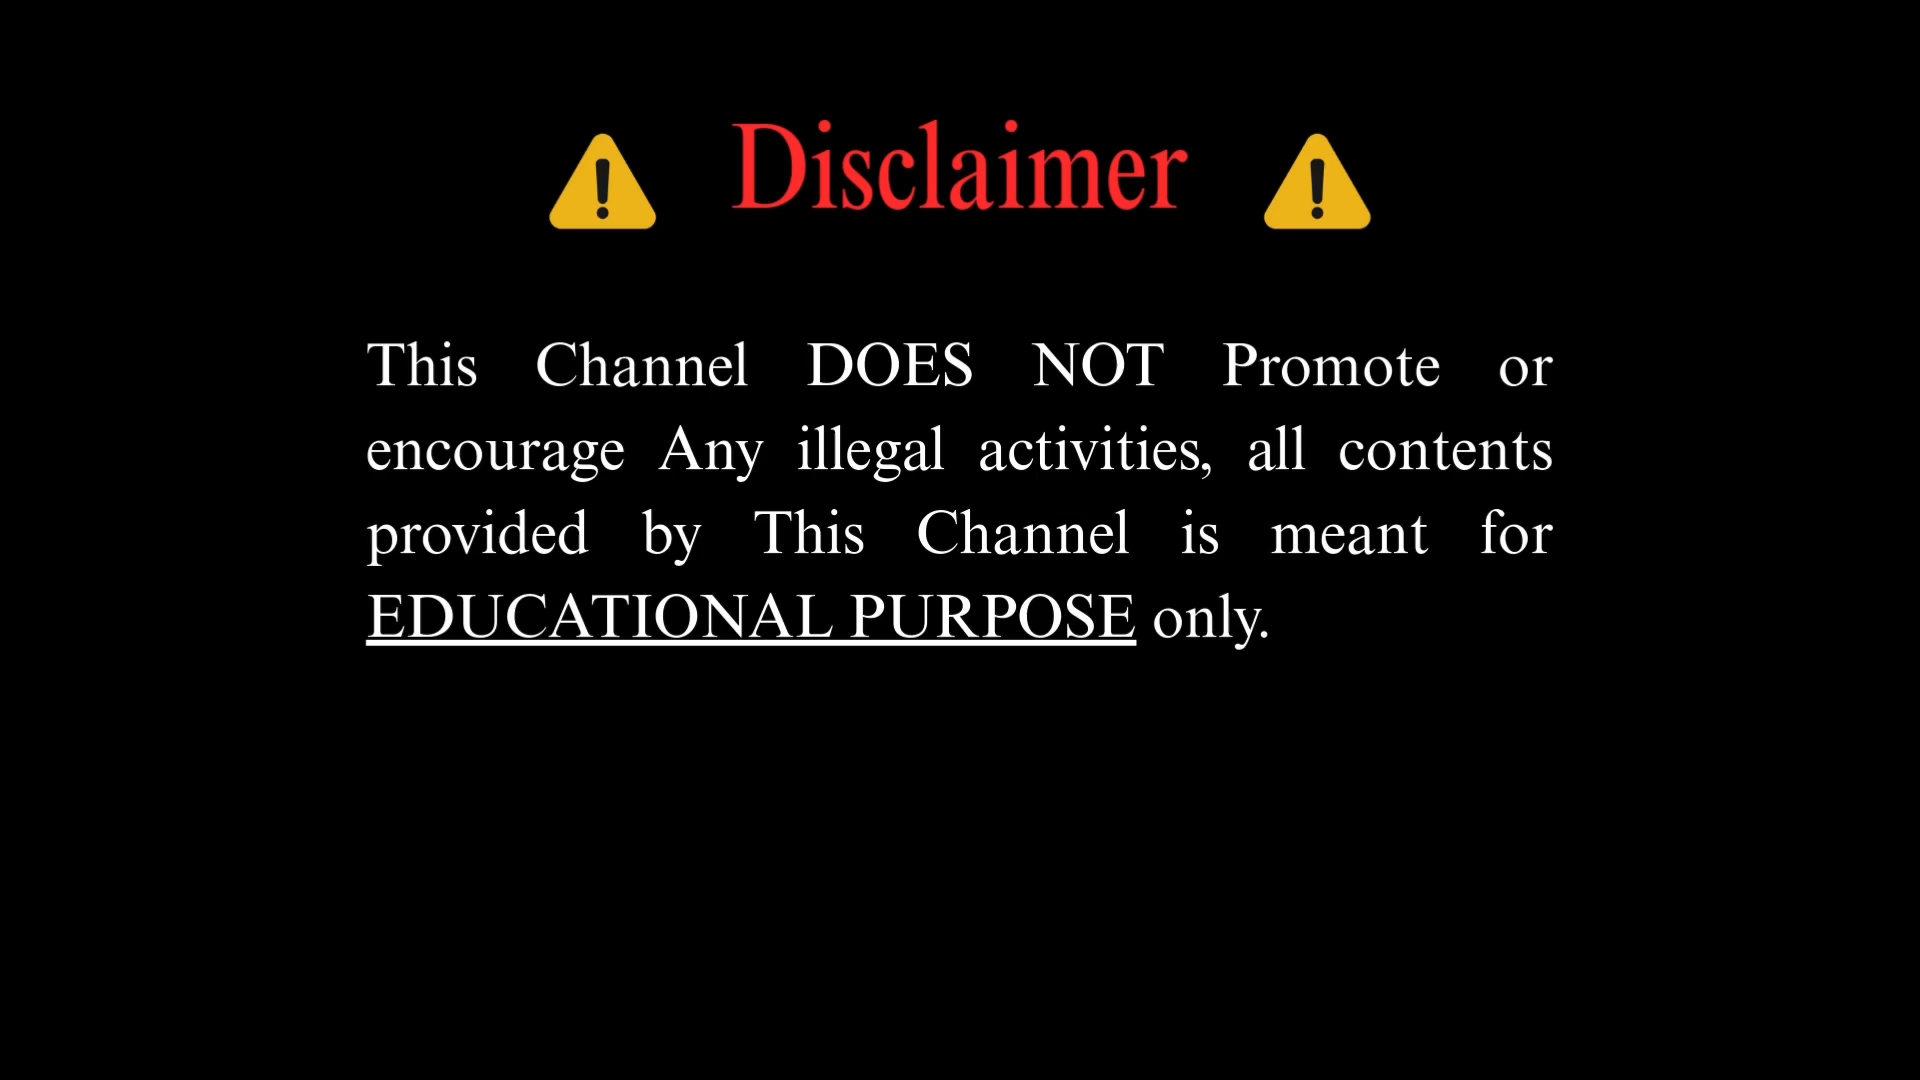 Disclaimer
This Channel DOES NOT Promote or
encourage Any illegal activities, all contents
provided by This Channel is meant for
EDUCATIONAL PURPOSE only.